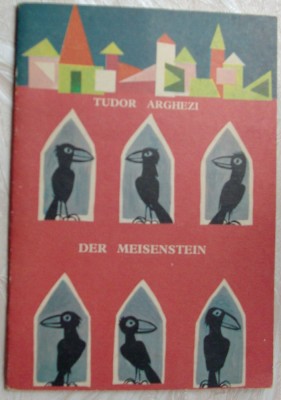 TUDOR ARGHEZI
DER MEISENSTEIN